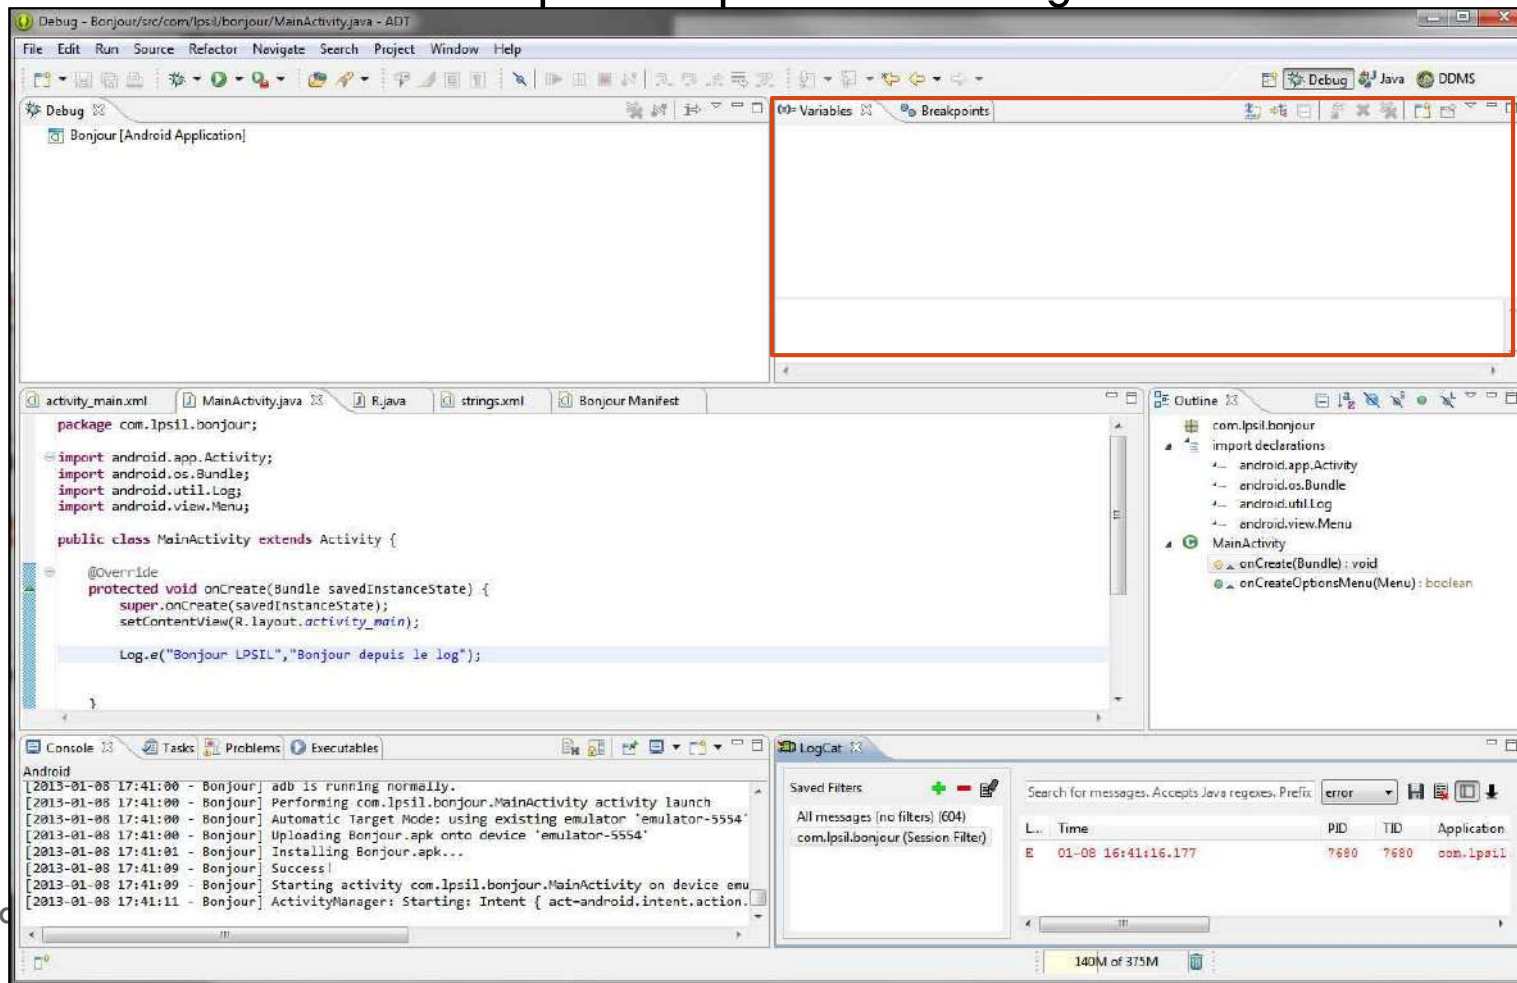 Debug - Bonjour/src/com/lpsil/bonjour/MainActivity.java - ADT
File Edit Run Source Refactor Navigate Search Project Window Help
Debug Java DDMS
Debug
Bonjour [Android Application]
(x)= Variables Breakpoints
activity_main.xml MainActivity.java R.java strings.xml Bonjour Manifest
package com.lpsil.bonjour;
import android.app.Activity;
import android.os.Bundle;
import android.util.Log;
import android.view.Menu;
public class MainActivity extends Activity {
@Override
protected void onCreate(Bundle savedInstanceState) {
super.onCreate(savedInstanceState);
setContentView(R.layout.activity_main);
Log.e("Bonjour LPSIL","Bonjour depuis le log");
}
Outline
com.lpsil.bonjour
import declarations
android.app.Activity
android.os.Bundle
android.util.Log
android.view.Menu
MainActivity
onCreate(Bundle) : void
onCreateOptionsMenu(Menu) : boolean
Console Tasks Problems Executables
Android
[2013-01-08 17:41:00 - Bonjour] adb is running normally.
[2013-01-08 17:41:00 - Bonjour] Performing com.lpsil.bonjour.MainActivity activity launch
[2013-01-08 17:41:00 - Bonjour] Automatic Target Mode: using existing emulator 'emulator-5554'
[2013-01-08 17:41:00 - Bonjour] Uploading Bonjour.apk onto device 'emulator-5554'
[2013-01-08 17:41:01 - Bonjour] Installing Bonjour.apk...
[2013-01-08 17:41:09 - Bonjour] Success!
[2013-01-08 17:41:09 - Bonjour] Starting activity com.lpsil.bonjour.MainActivity on device emu
[2013-01-08 17:41:11 - Bonjour] ActivityManager: Starting: Intent { act=android.intent.action.
LogCat
Saved Filters
All messages (no filters) (604)
com.lpsil.bonjour (Session Filter)
Search for messages. Accepts Java regexes. Prefix error
L... Time PID TID Application
E 01-08 16:41:16.177 7680 7680 com.lpsil
140M of 375M